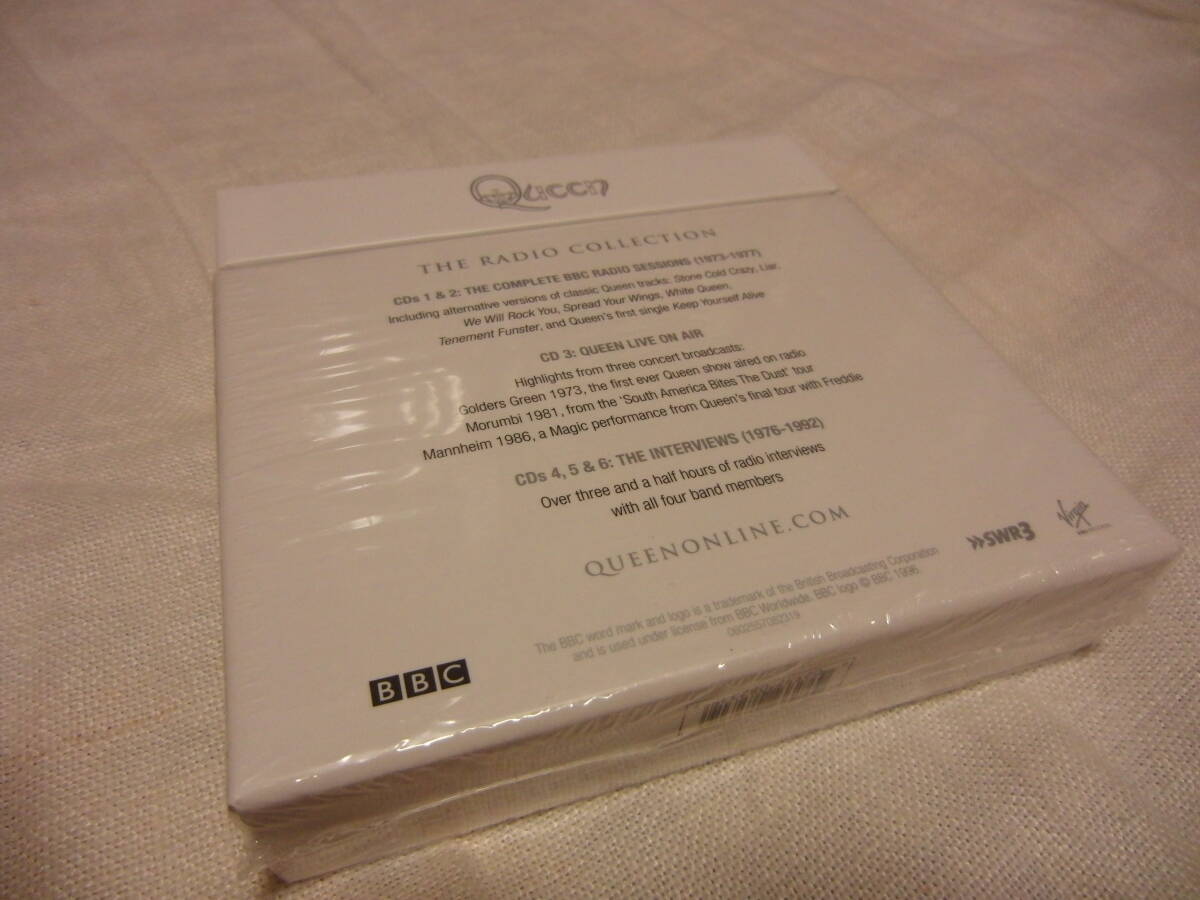 Queen
THE RADIO COLLECTION
CDs 1 & 2: THE COMPLETE BBC RADIO SESSIONS (1973-1977)
Including alternative versions of classic Queen tracks: Stone Cold Crazy, Liar,
We Will Rock You, Spread Your Wings, White Queen,
Tenement Funster, and Queen's first single Keep Yourself Alive
CD 3: QUEEN LIVE ON AIR
Highlights from three concert broadcasts:
Golders Green 1973, the first ever Queen show aired on radio
Morumbi 1981, from the 'South America Bites The Dust' tour
Mannheim 1986, a Magic performance from Queen's final tour with Freddie
CDs 4, 5 & 6: THE INTERVIEWS (1976-1992)
Over three and a half hours of radio interviews
with all four band members
QUEENONLINE.COM
SWR3
Virgin
The BBC word mark and logo is a trademark of the British Broadcasting Corporation
and is used under license from BBC Worldwide. BBC logo © BBC 1996.
0602557082319
BBC